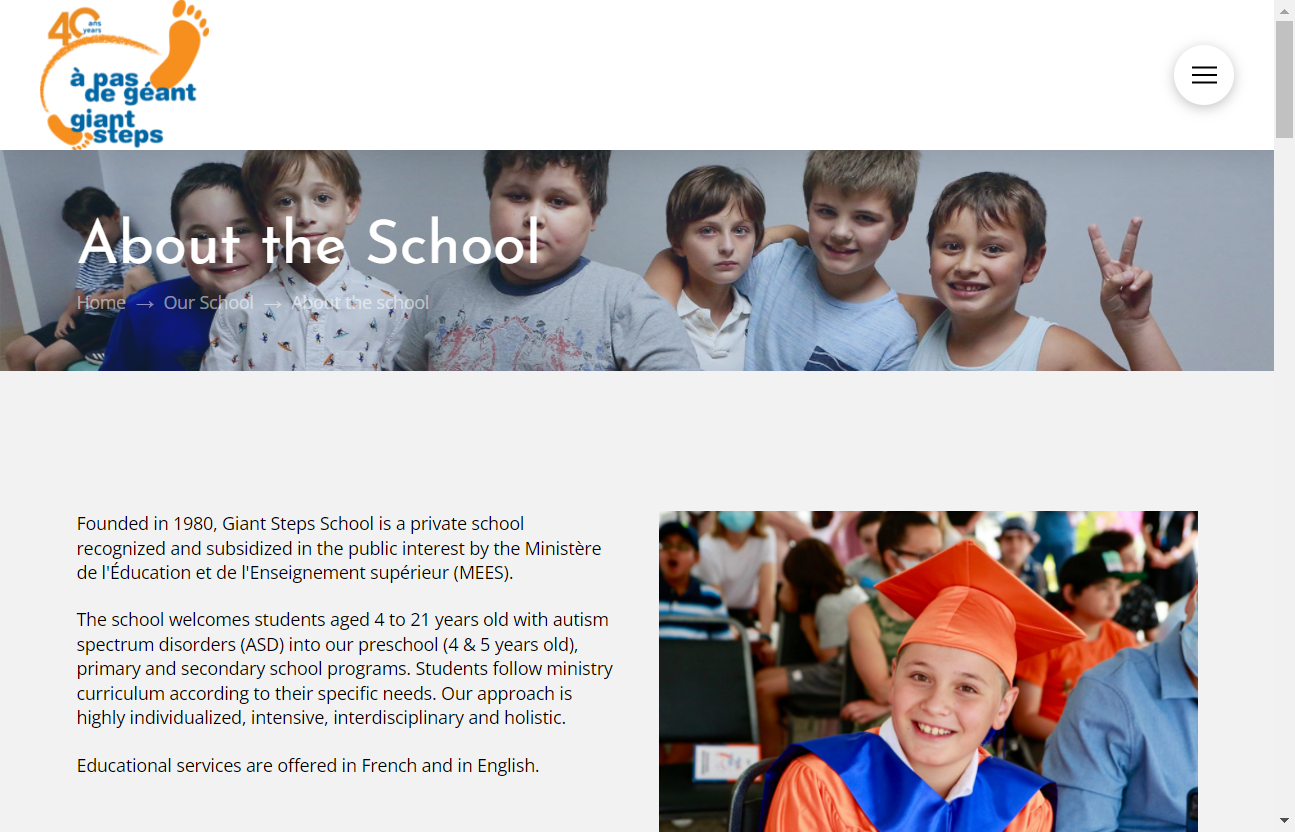 40 ans
years
à pas
de géant
giant
steps
About the School
Home → Our School → About the school
Founded in 1980, Giant Steps School is a private school
recognized and subsidized in the public interest by the Ministère
de l'Éducation et de l'Enseignement supérieur (MEES).
The school welcomes students aged 4 to 21 years old with autism
spectrum disorders (ASD) into our preschool (4 & 5 years old),
primary and secondary school programs. Students follow ministry
curriculum according to their specific needs. Our approach is
highly individualized, intensive, interdisciplinary and holistic.
Educational services are offered in French and in English.